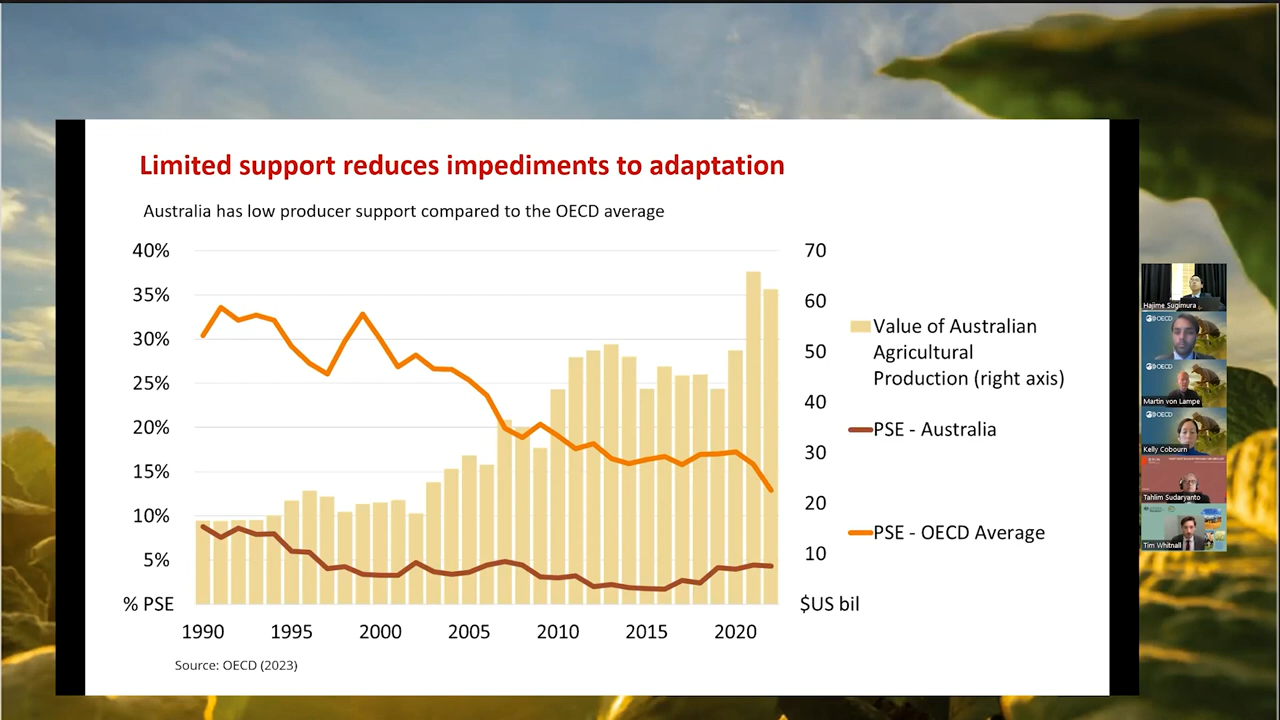 Limited support reduces impediments to adaptation
Australia has low producer support compared to the OECD average
40%
35%
30%
25%
20%
15%
10%
5%
% PSE
70
60
50
40
30
20
10
$US bil
1990
1995
2000
2005
2010
2015
2020
Value of Australian
Agricultural
Production (right axis)
PSE - Australia
PSE - OECD Average
Source: OECD (2023)
Hajime Sugimura
OECD
Martin von Lampe
OECD
Kelly Cobourn
Tahlim Sudaryanto
Tim Whitnall